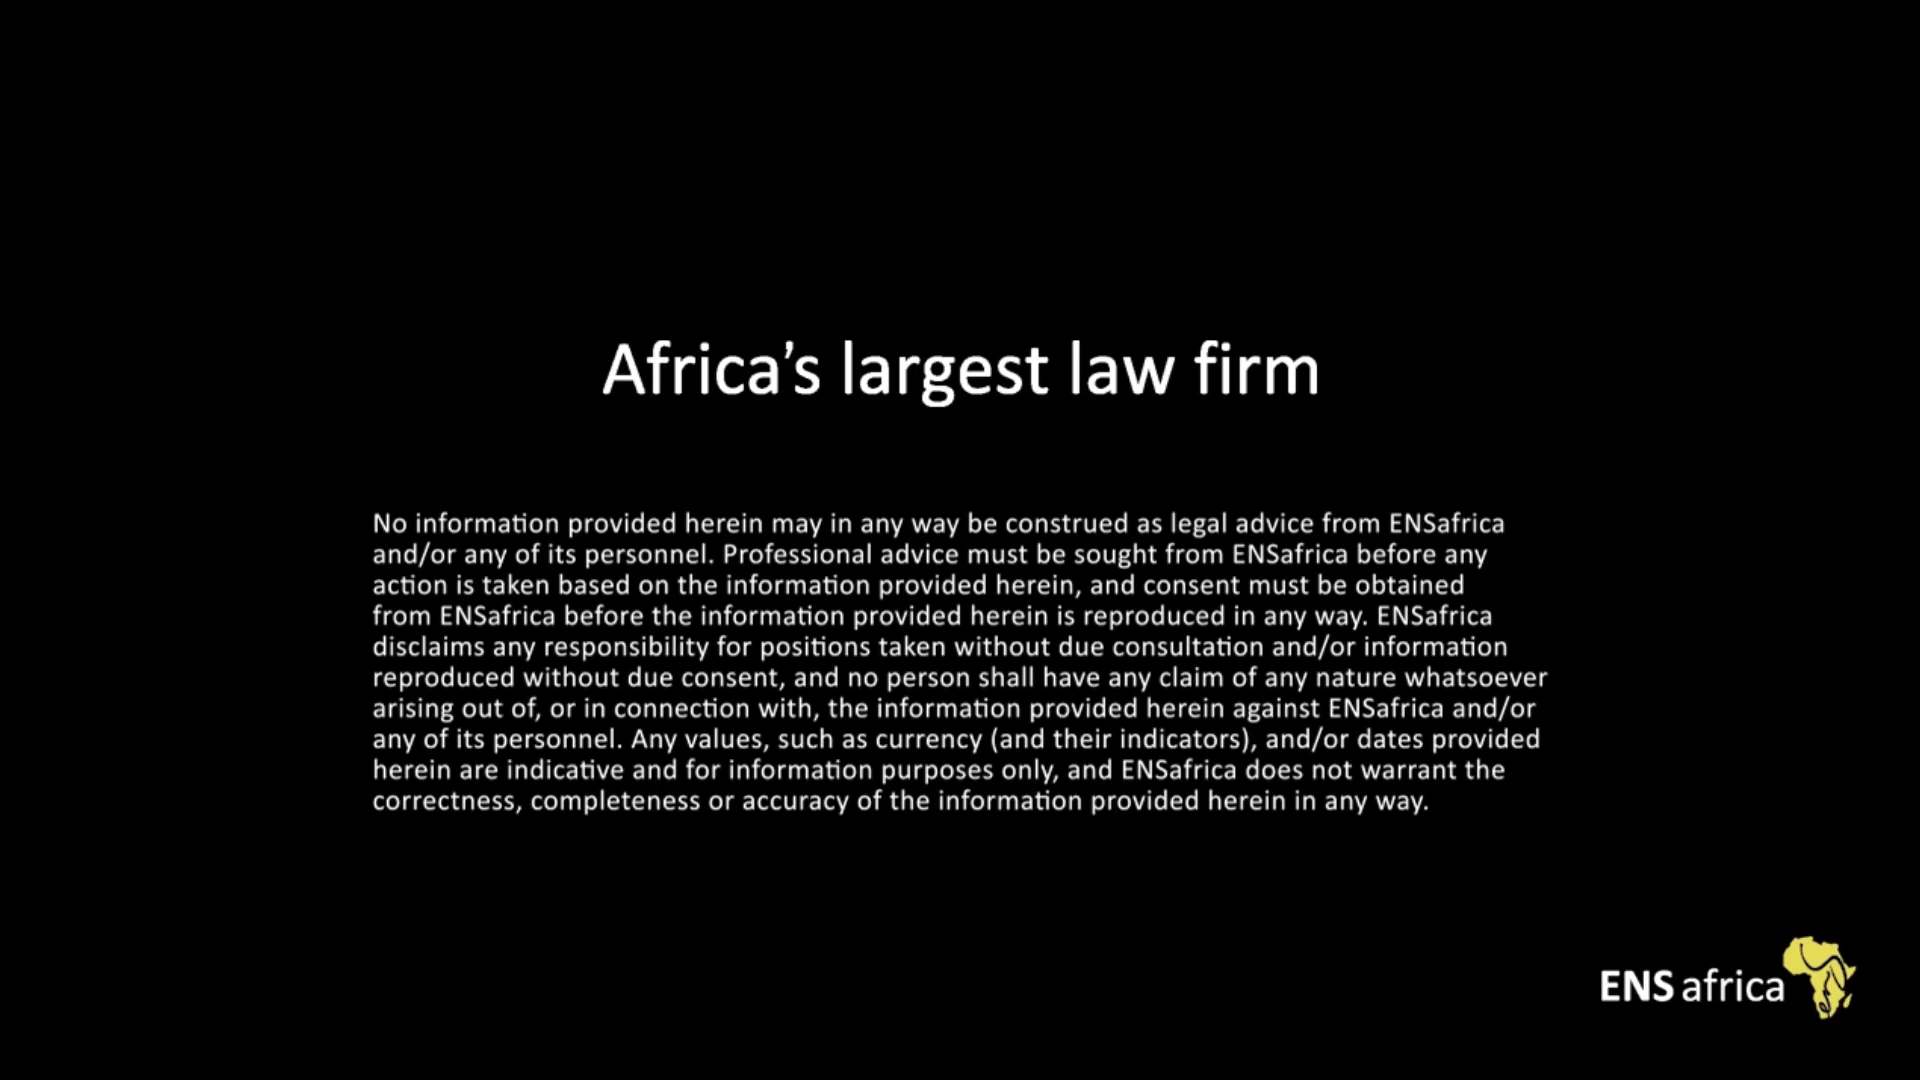 Africa’s largest law firm
No information provided herein may in any way be construed as legal advice from ENSafrica
and/or any of its personnel. Professional advice must be sought from ENSafrica before any
action is taken based on the information provided herein, and consent must be obtained
from ENSafrica before the information provided herein is reproduced in any way. ENSafrica
disclaims any responsibility for positions taken without due consultation and/or information
reproduced without due consent, and no person shall have any claim of any nature whatsoever
arising out of, or in connection with, the information provided herein against ENSafrica and/or
any of its personnel. Any values, such as currency (and their indicators), and/or dates provided
herein are indicative and for information purposes only, and ENSafrica does not warrant the
correctness, completeness or accuracy of the information provided herein in any way.
ENS africa